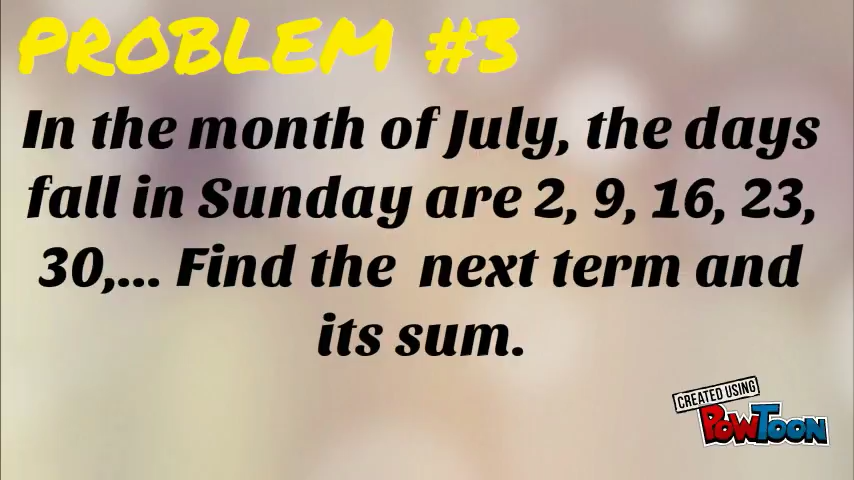 PROBLEM #3
In the month of July, the days
fall in Sunday are 2, 9, 16, 23,
30,... Find the next term and
its sum.
CREATED USING
POWTOON